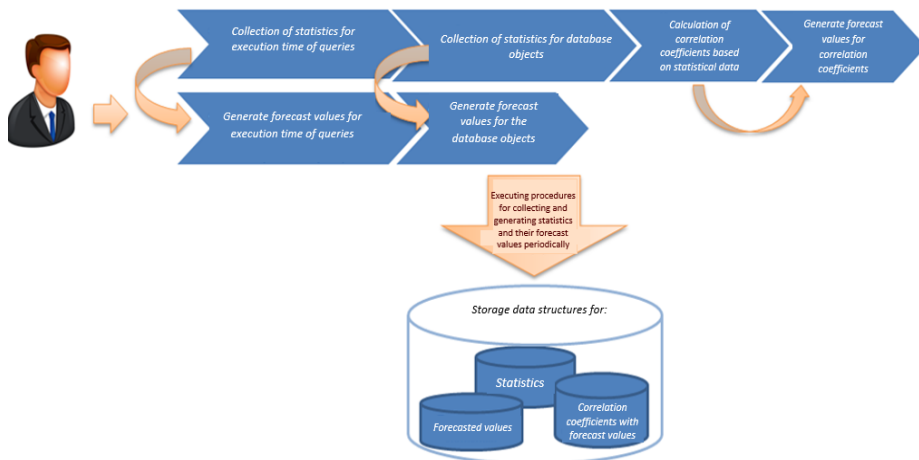 Collection of statistics for
execution time of queries
Collection of statistics for database
objects
Calculation of
correlation
coefficients based
on statistical data
Generate forecast
values for
correlation
coefficients
Generate forecast values for
execution time of queries
Generate forecast
values for the
database objects
Executing procedures
for collecting and
generating statistics
and their forecast
values periodically
Storage data structures for:
Statistics
Forecasted values
Correlation
coefficients with
forecast values